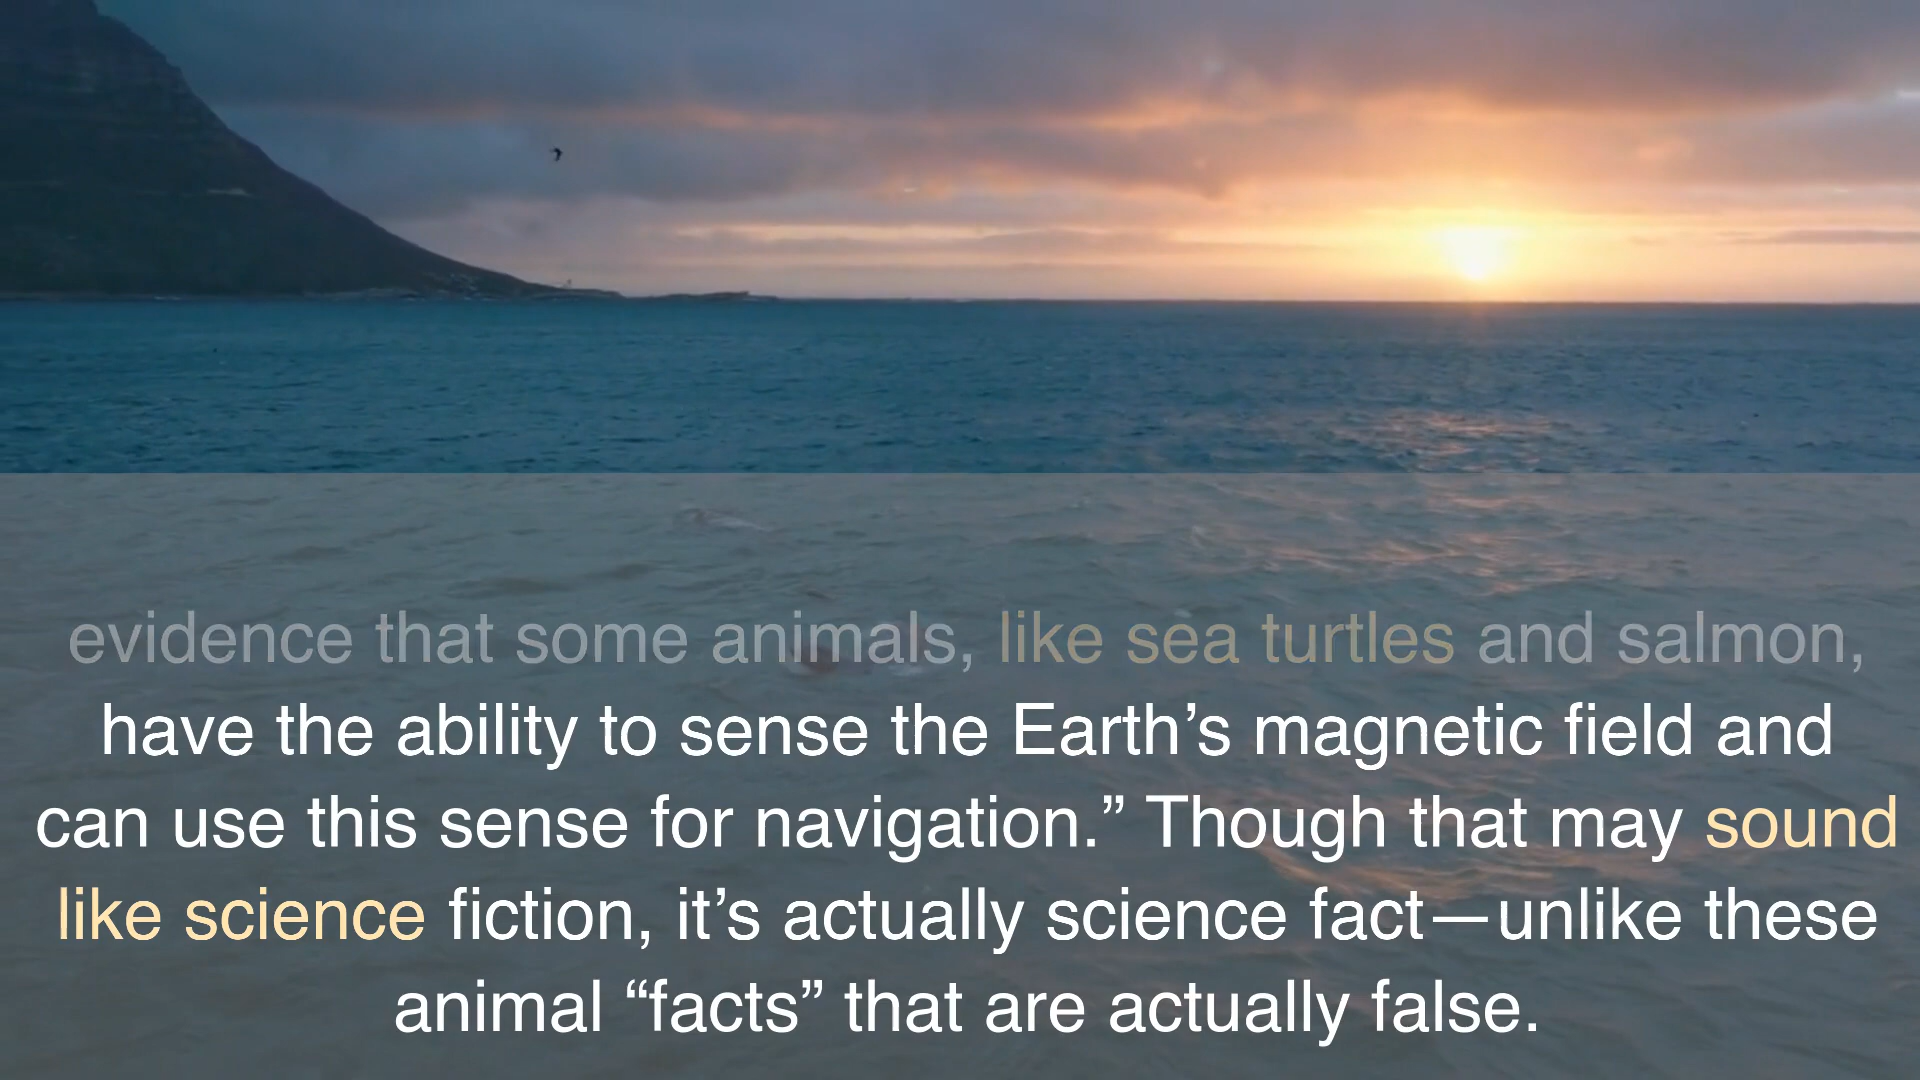 evidence that some animals, like sea turtles and salmon,
have the ability to sense the Earth’s magnetic field and
can use this sense for navigation.” Though that may sound
like science fiction, it’s actually science fact—unlike these
animal “facts” that are actually false.